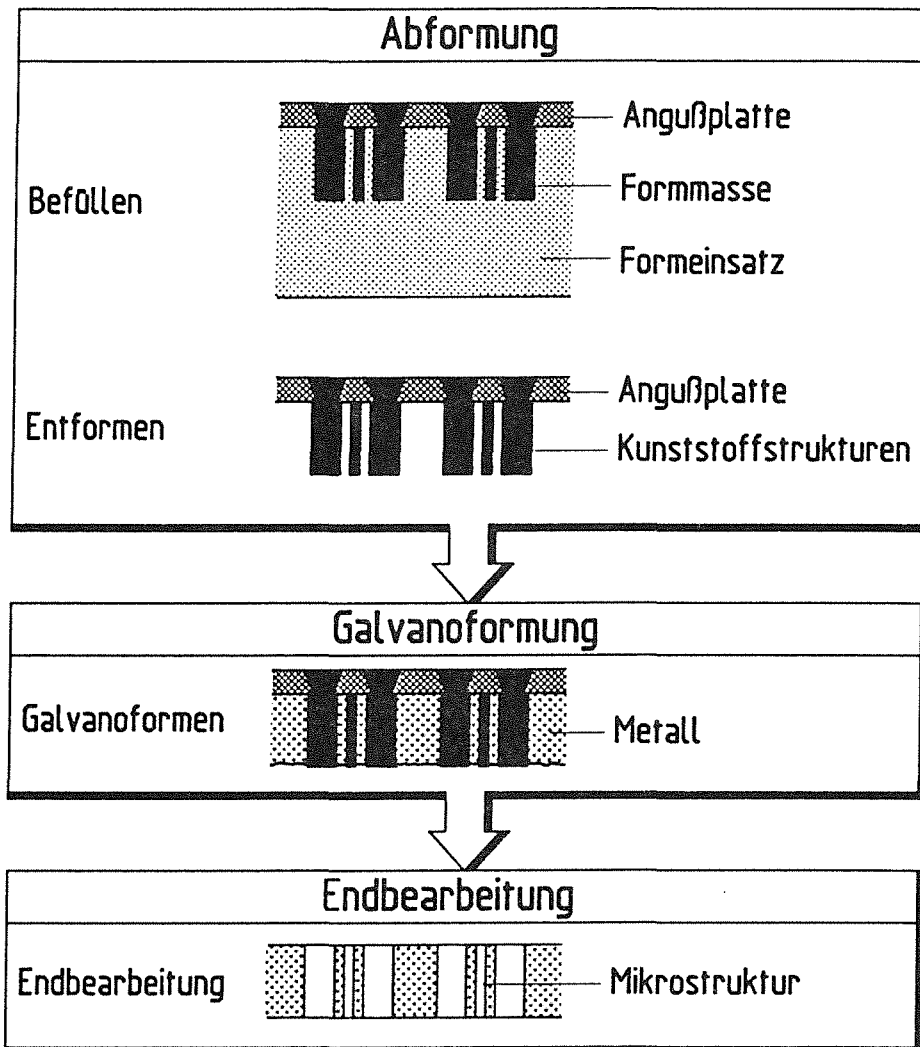 Abformung
Befüllen
Angußplatte
Formmasse
Formeinsatz
Entformen
Angußplatte
Kunststoffstrukturen
Galvanoformung
Galvanoformen
Metall
Endbearbeitung
Endbearbeitung
Mikrostruktur